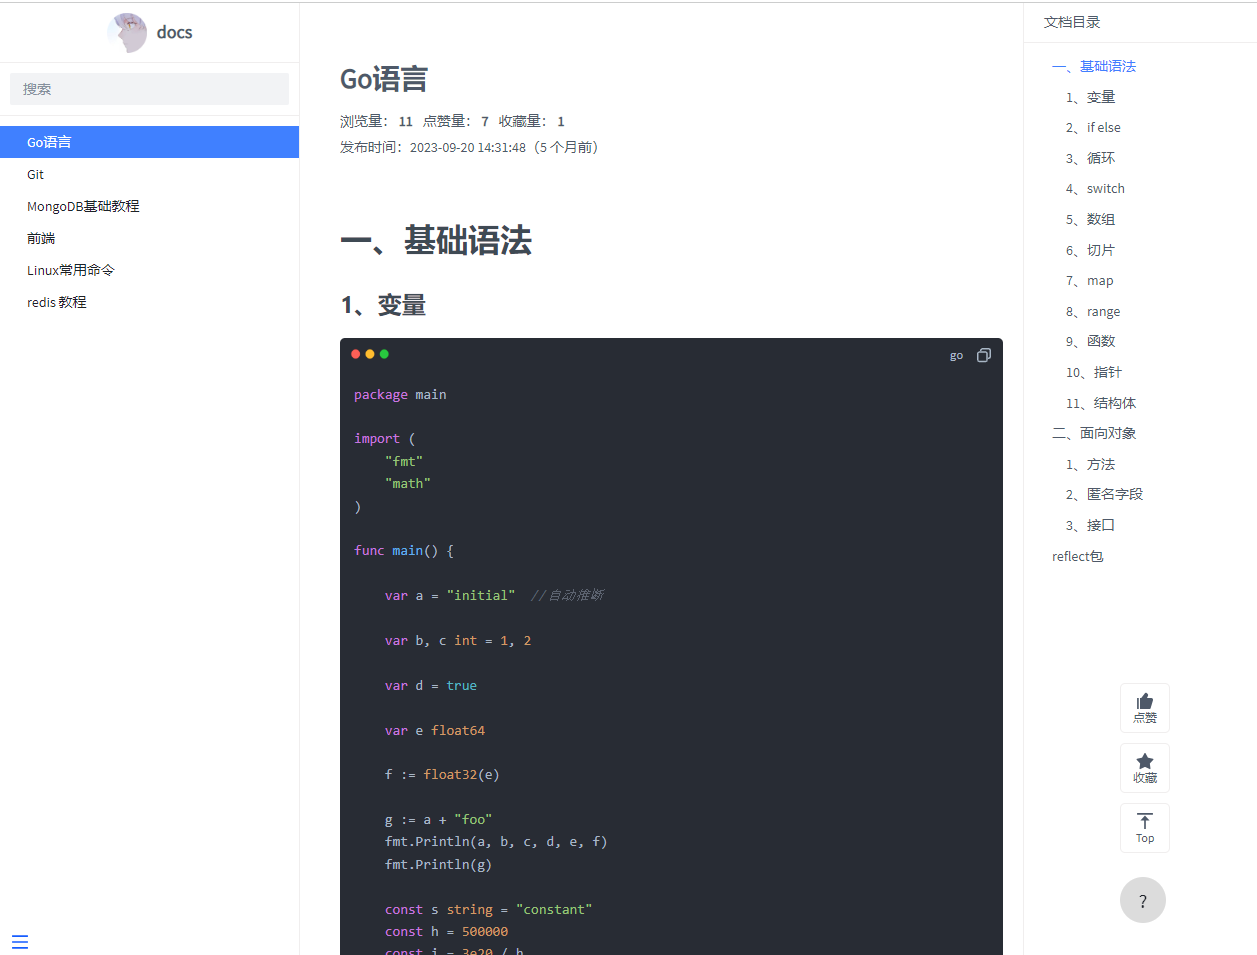 docs
搜索
Go语言
Git
MongoDB基础教程
前端
Linux常用命令
redis 教程
Go语言
浏览量： 11 点赞量： 7 收藏量： 1
发布时间：2023-09-20 14:31:48（5 个月前）
一、基础语法
1、变量
go
package main
import (
"fmt"
"math"
)
func main() {
var a = "initial" //自动推断
var b, c int = 1, 2
var d = true
var e float64
f := float32(e)
g := a + "foo"
fmt.Println(a, b, c, d, e, f)
fmt.Println(g)
const s string = "constant"
const h = 500000
const i = 3e20 / h
文档目录
一、基础语法
1、变量
2、if else
3、循环
4、switch
5、数组
6、切片
7、map
8、range
9、函数
10、指针
11、结构体
二、面向对象
1、方法
2、匿名字段
3、接口
reflect包
点赞
收藏
Top
?